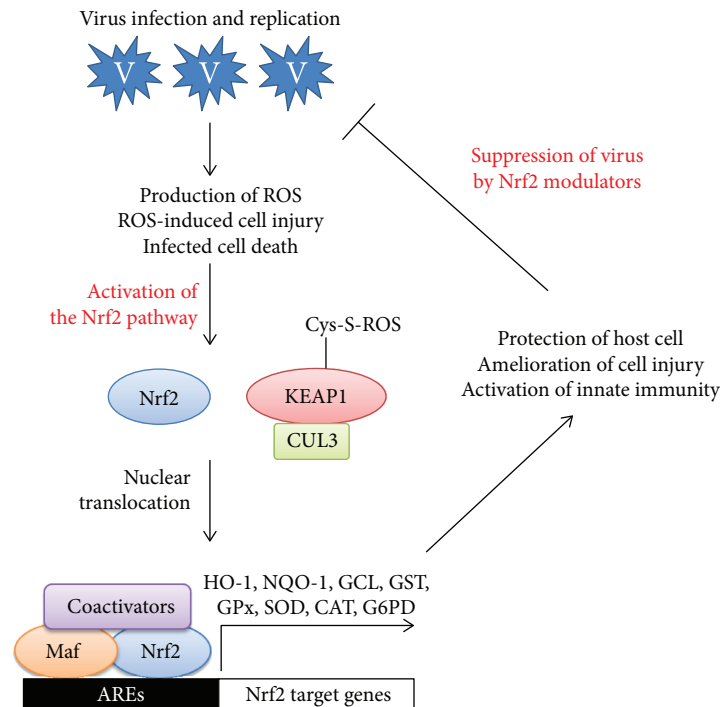 Virus infection and replication
V V V
Production of ROS
ROS-induced cell injury
Infected cell death
Suppression of virus
by Nrf2 modulators
Activation of
the Nrf2 pathway
Cys-S-ROS
Nrf2
KEAP1
CUL3
Protection of host cell
Amelioration of cell injury
Activation of innate immunity
Nuclear
translocation
HO-1, NQO-1, GCL, GST,
GPx, SOD, CAT, G6PD
Coactivators
Maf
Nrf2
AREs
Nrf2 target genes